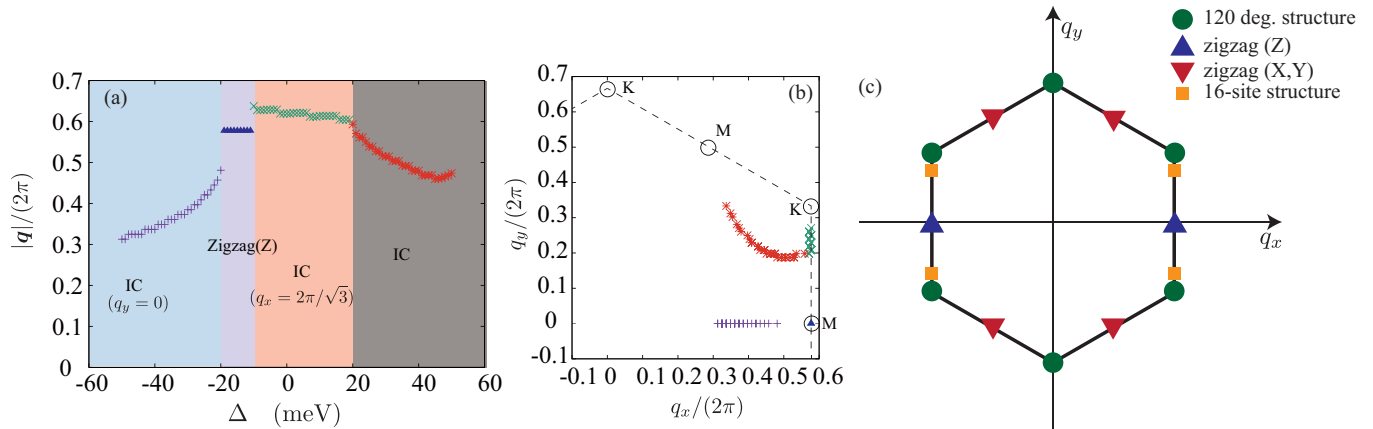 (a)
0.7
0.6
0.5
0.4
0.3
0.2
0.1
0
|q|/(2π)
Zigzag(Z)
IC
(q_y = 0)
IC
(q_x = 2π/√3)
IC
-60
-40
-20
0
20
40
60
Δ (meV)
(b)
0.7
0.6
0.5
0.4
0.3
0.2
0.1
0
-0.1
q_y/(2π)
K
M
K
M
-0.1
0
0.1
0.2
0.3
0.4
0.5
0.6
q_x/(2π)
(c)
q_y
q_x
120 deg. structure
zigzag (Z)
zigzag (X,Y)
16-site structure